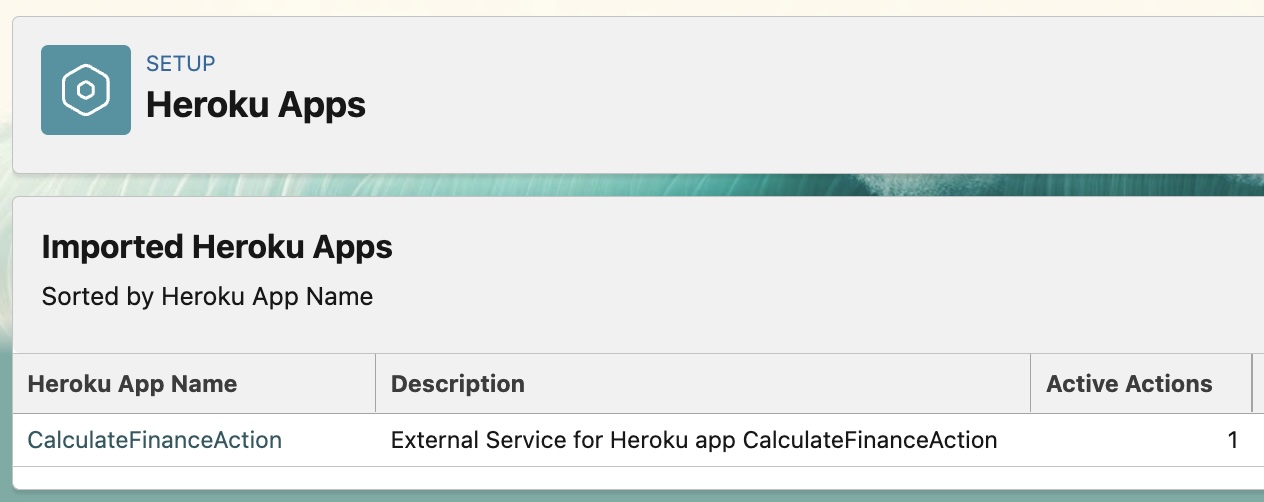 SETUP
Heroku Apps
Imported Heroku Apps
Sorted by Heroku App Name
Heroku App Name Description Active Actions
CalculateFinanceAction External Service for Heroku app CalculateFinanceAction 1